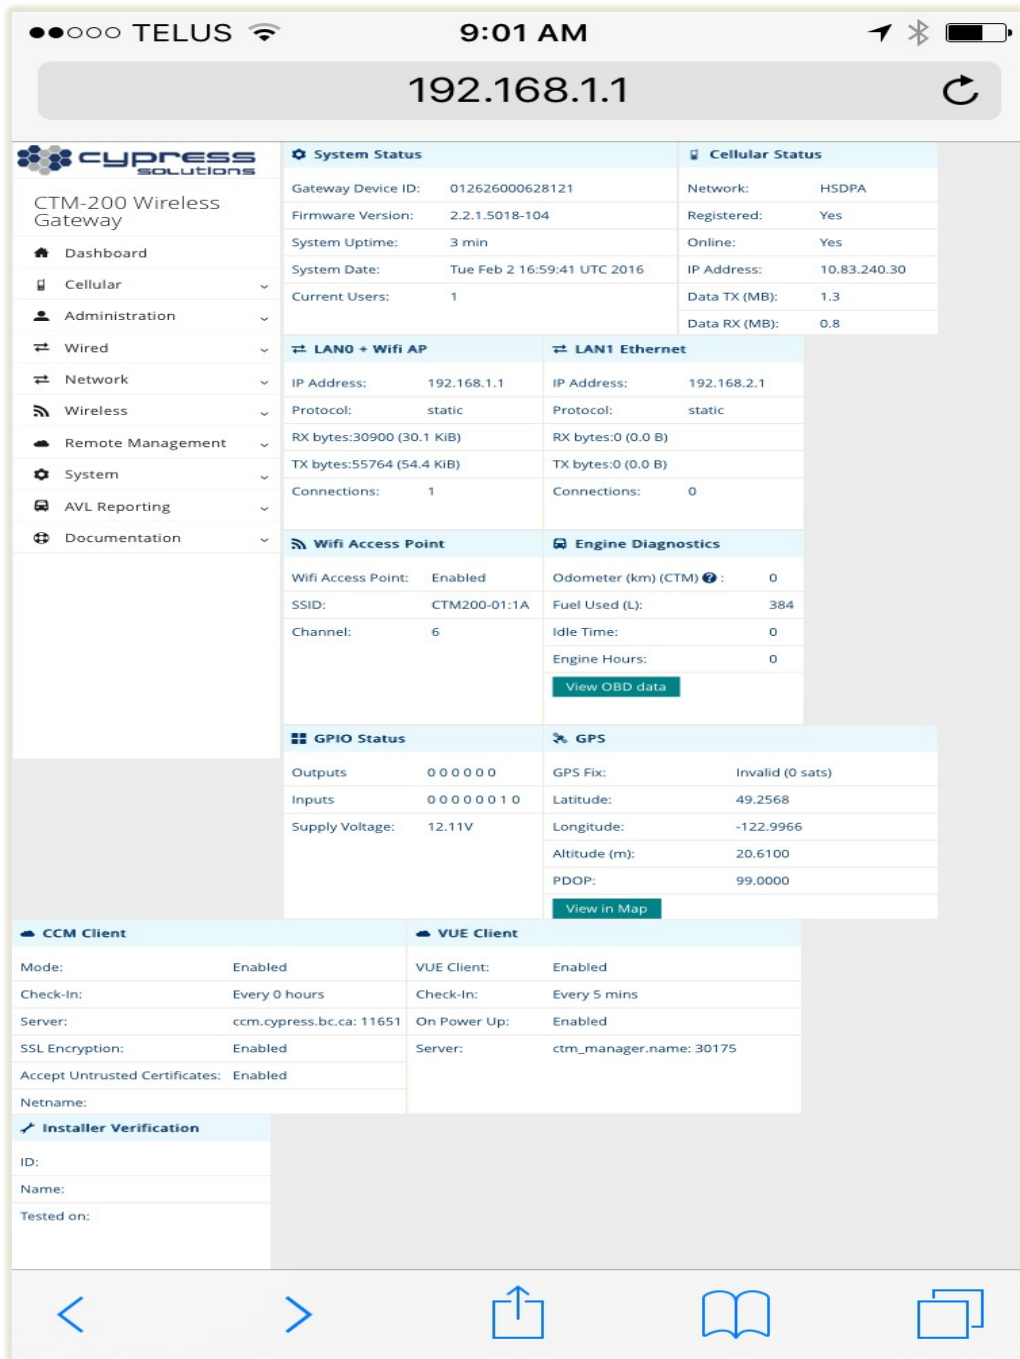 TELUS
9:01 AM
192.168.1.1
cypress
solutions
CTM-200 Wireless
Gateway
Dashboard
Cellular
Administration
Wired
Network
Wireless
Remote Management
System
AVL Reporting
Documentation
System Status
Gateway Device ID: 012626000628121
Firmware Version: 2.2.1.5018-104
System Uptime: 3 min
System Date: Tue Feb 2 16:59:41 UTC 2016
Current Users: 1
Cellular Status
Network: HSDPA
Registered: Yes
Online: Yes
IP Address: 10.83.240.30
Data TX (MB): 1.3
Data RX (MB): 0.8
LAN0 + Wifi AP
IP Address: 192.168.1.1
Protocol: static
RX bytes:30900 (30.1 KiB)
TX bytes:55764 (54.4 KiB)
Connections: 1
LAN1 Ethernet
IP Address: 192.168.2.1
Protocol: static
RX bytes:0 (0.0 B)
TX bytes:0 (0.0 B)
Connections: 0
Wifi Access Point
Wifi Access Point: Enabled
SSID: CTM200-01:1A
Channel: 6
Engine Diagnostics
Odometer (km) (CTM) ? : 0
Fuel Used (L): 384
Idle Time: 0
Engine Hours: 0
View OBD data
GPIO Status
Outputs 0 0 0 0 0 0
Inputs 0 0 0 0 0 0 1 0
Supply Voltage: 12.11V
GPS
GPS Fix: Invalid (0 sats)
Latitude: 49.2568
Longitude: -122.9966
Altitude (m): 20.6100
PDOP: 99.0000
View in Map
CCM Client
Mode: Enabled
Check-In: Every 0 hours
Server: ccm.cypress.bc.ca: 11651
SSL Encryption: Enabled
Accept Untrusted Certificates: Enabled
Netname:
VUE Client
VUE Client: Enabled
Check-In: Every 5 mins
On Power Up: Enabled
Server: ctm_manager.name: 30175
Installer Verification
ID:
Name:
Tested on: